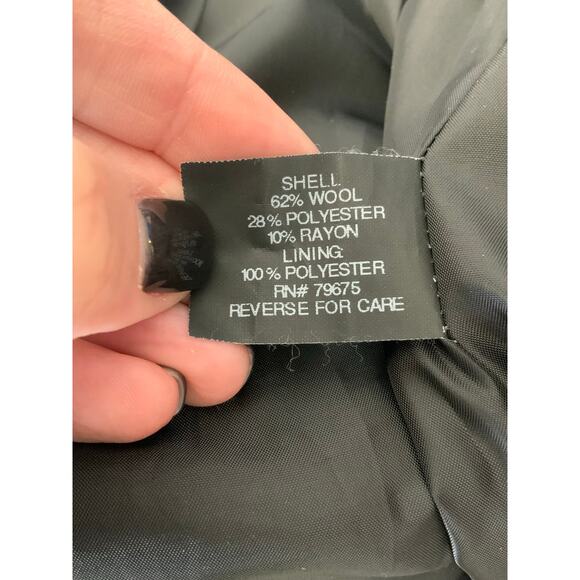 SHELL:
62% WOOL
28% POLYESTER
10% RAYON
LINING:
100% POLYESTER
RN# 79675
REVERSE FOR CARE